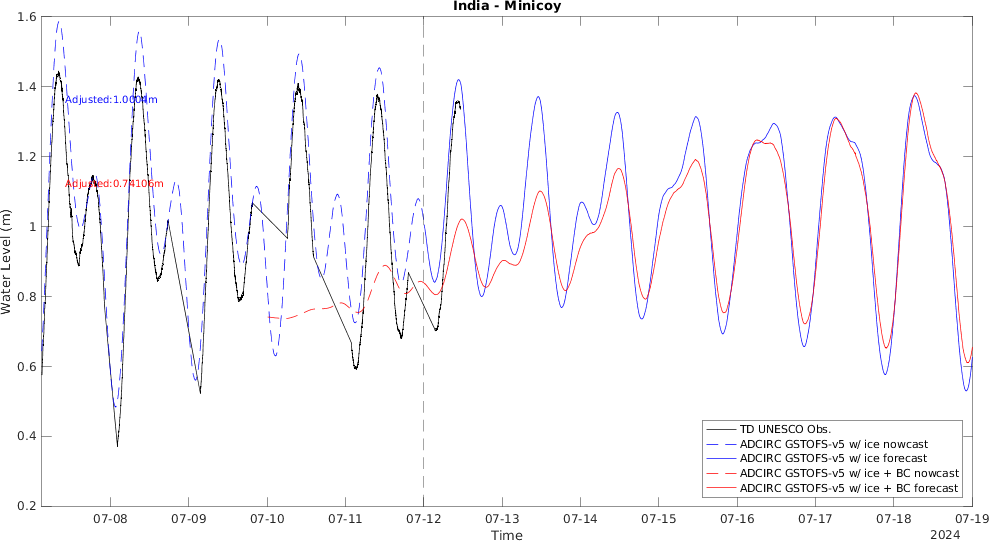 India - Minicoy
1.6
1.4
1.2
1
0.8
0.6
0.4
0.2
Water Level (m)
Adjusted:1.0004m
Adjusted:0.74106m
TD UNESCO Obs.
ADCIRC GSTOFS-v5 w/ ice nowcast
ADCIRC GSTOFS-v5 w/ ice forecast
ADCIRC GSTOFS-v5 w/ ice + BC nowcast
ADCIRC GSTOFS-v5 w/ ice + BC forecast
07-08 07-09 07-10 07-11 07-12 07-13 07-14 07-15 07-16 07-17 07-18 07-19
Time
2024